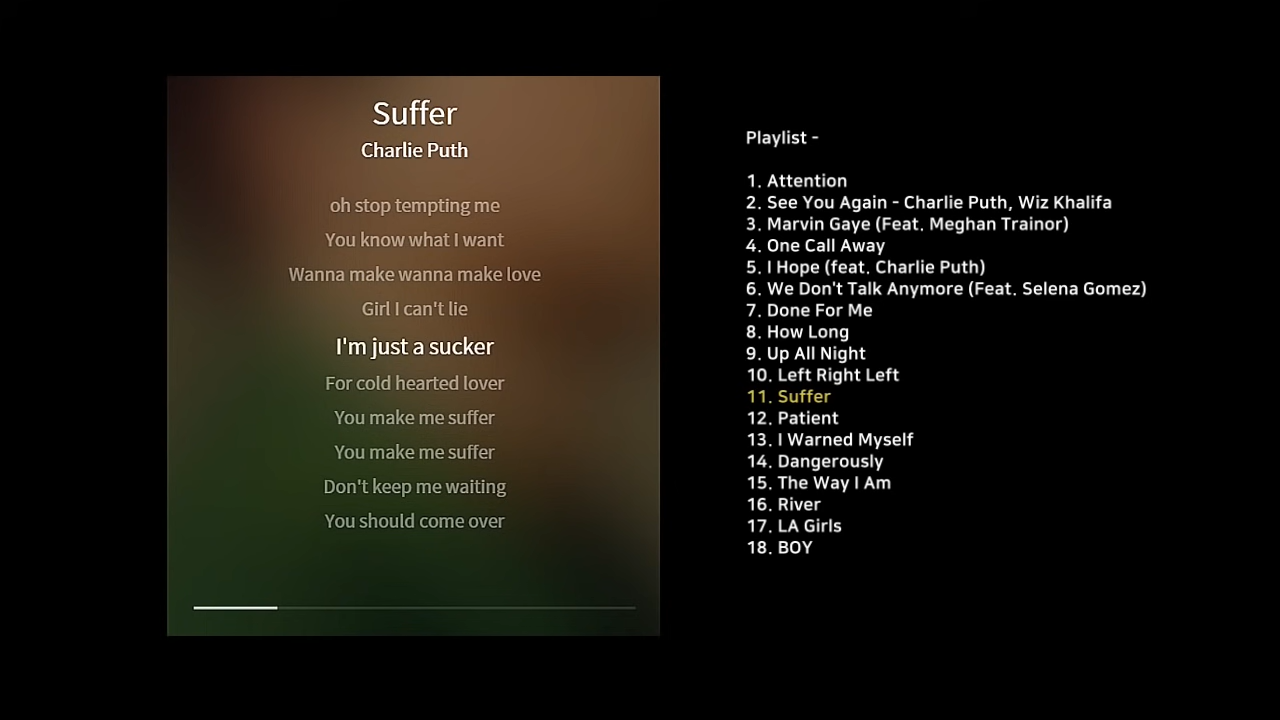 Suffer
Charlie Puth
oh stop tempting me
You know what I want
Wanna make wanna make love
Girl I can't lie
I'm just a sucker
For cold hearted lover
You make me suffer
You make me suffer
Don't keep me waiting
You should come over
Playlist -
1. Attention
2. See You Again - Charlie Puth, Wiz Khalifa
3. Marvin Gaye (Feat. Meghan Trainor)
4. One Call Away
5. I Hope (feat. Charlie Puth)
6. We Don't Talk Anymore (Feat. Selena Gomez)
7. Done For Me
8. How Long
9. Up All Night
10. Left Right Left
11. Suffer
12. Patient
13. I Warned Myself
14. Dangerously
15. The Way I Am
16. River
17. LA Girls
18. BOY